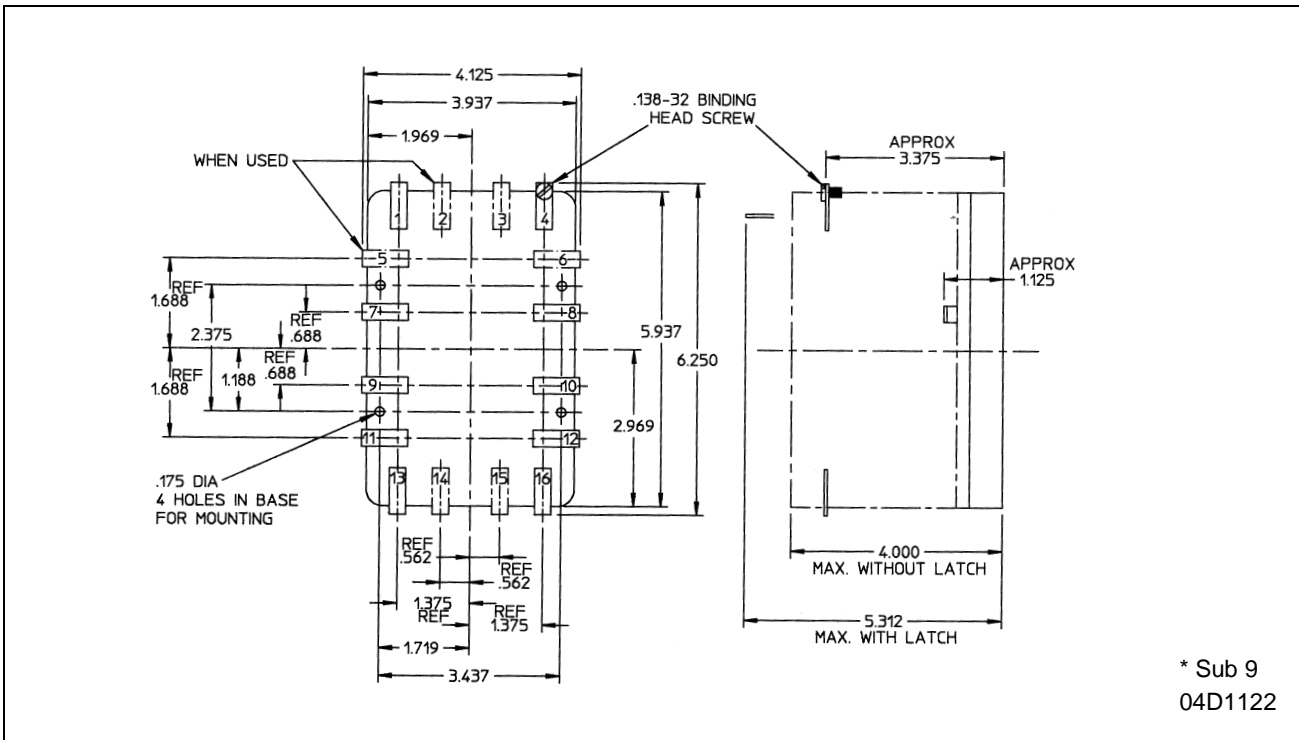 4.125
3.937
1.969
.138-32 BINDING
HEAD SCREW
APPROX
3.375
WHEN USED
1
2
3
4
5
6
APPROX
1.125
REF
1.688
2.375
7
8
REF
.688
5.937
6.250
REF
.688
1.188
REF
1.688
9
10
2.969
11
12
.175 DIA
4 HOLES IN BASE
FOR MOUNTING
13
14
15
16
REF
.562
REF
.562
4.000
MAX. WITHOUT LATCH
1.375
REF
REF
1.375
5.312
MAX. WITH LATCH
1.719
3.437
* Sub 9
04D1122